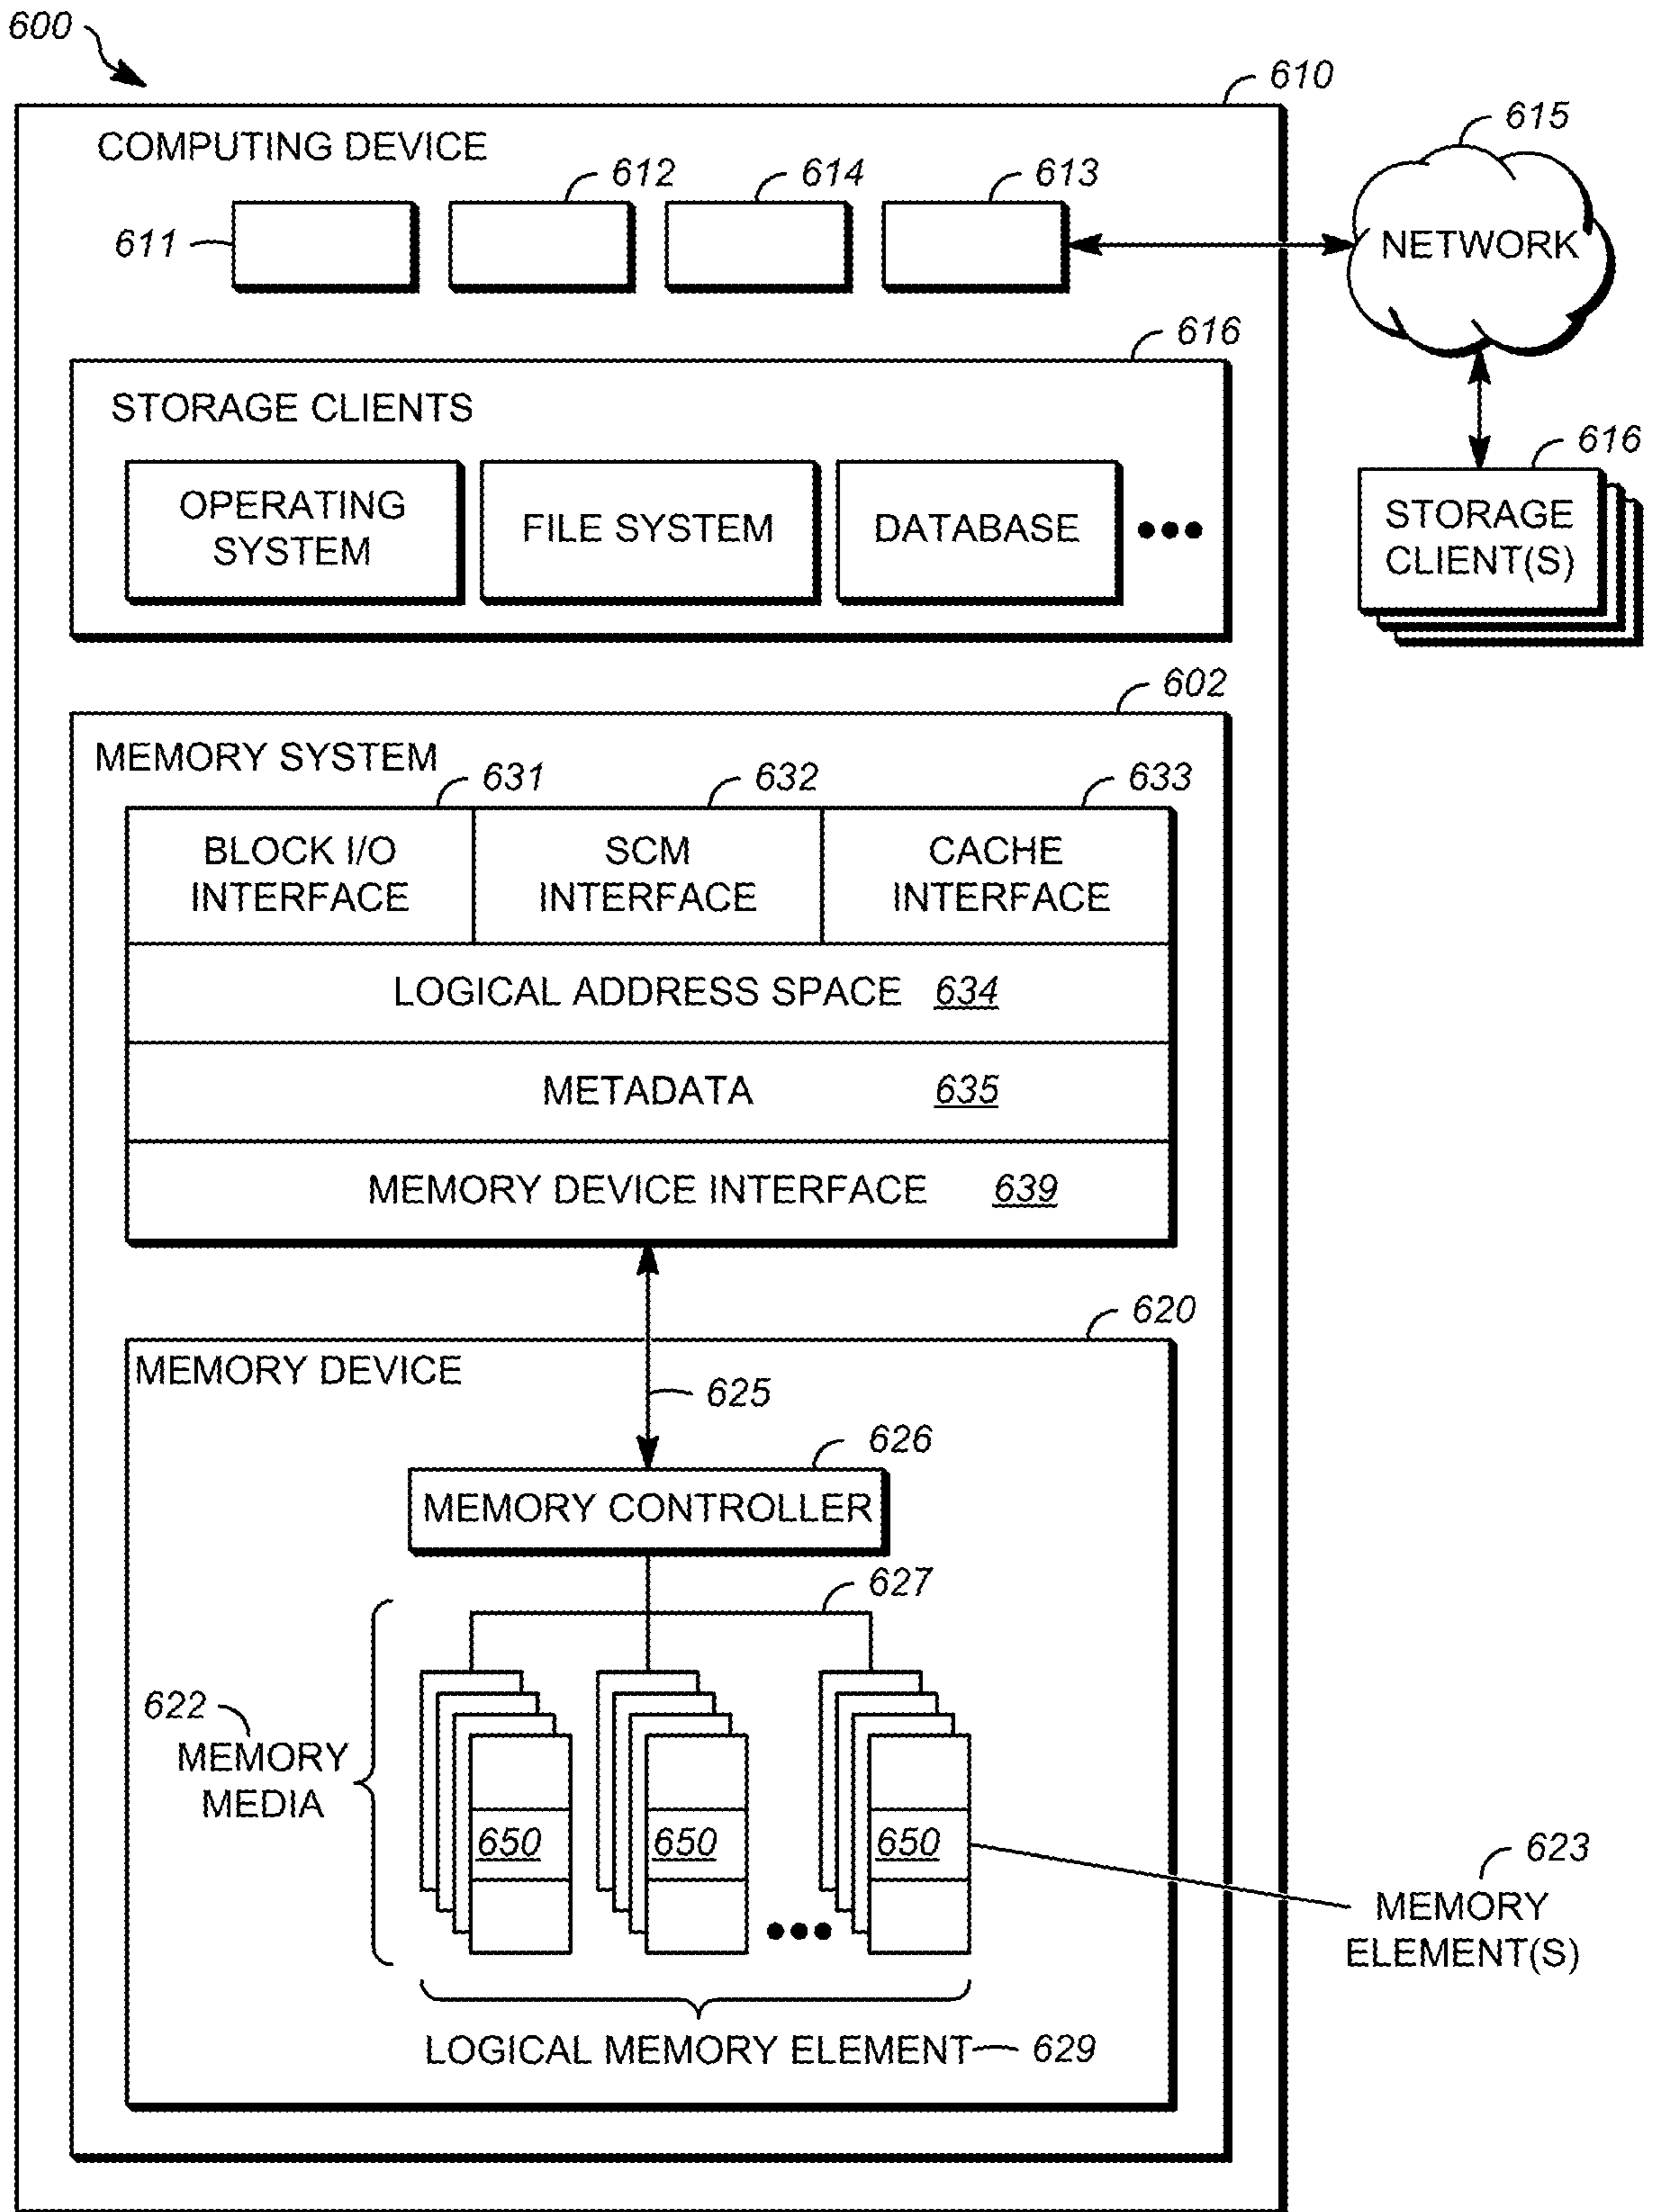 600
610
COMPUTING DEVICE
615
612
614
613
611
NETWORK
616
STORAGE CLIENTS
616
OPERATING
SYSTEM
FILE SYSTEM
DATABASE
STORAGE
CLIENT(S)
602
MEMORY SYSTEM
631
632
633
BLOCK I/O
INTERFACE
SCM
INTERFACE
CACHE
INTERFACE
LOGICAL ADDRESS SPACE 634
METADATA 635
MEMORY DEVICE INTERFACE 639
620
MEMORY DEVICE
625
626
MEMORY CONTROLLER
627
622
MEMORY
MEDIA
650 650 650
623
MEMORY
ELEMENT(S)
LOGICAL MEMORY ELEMENT 629